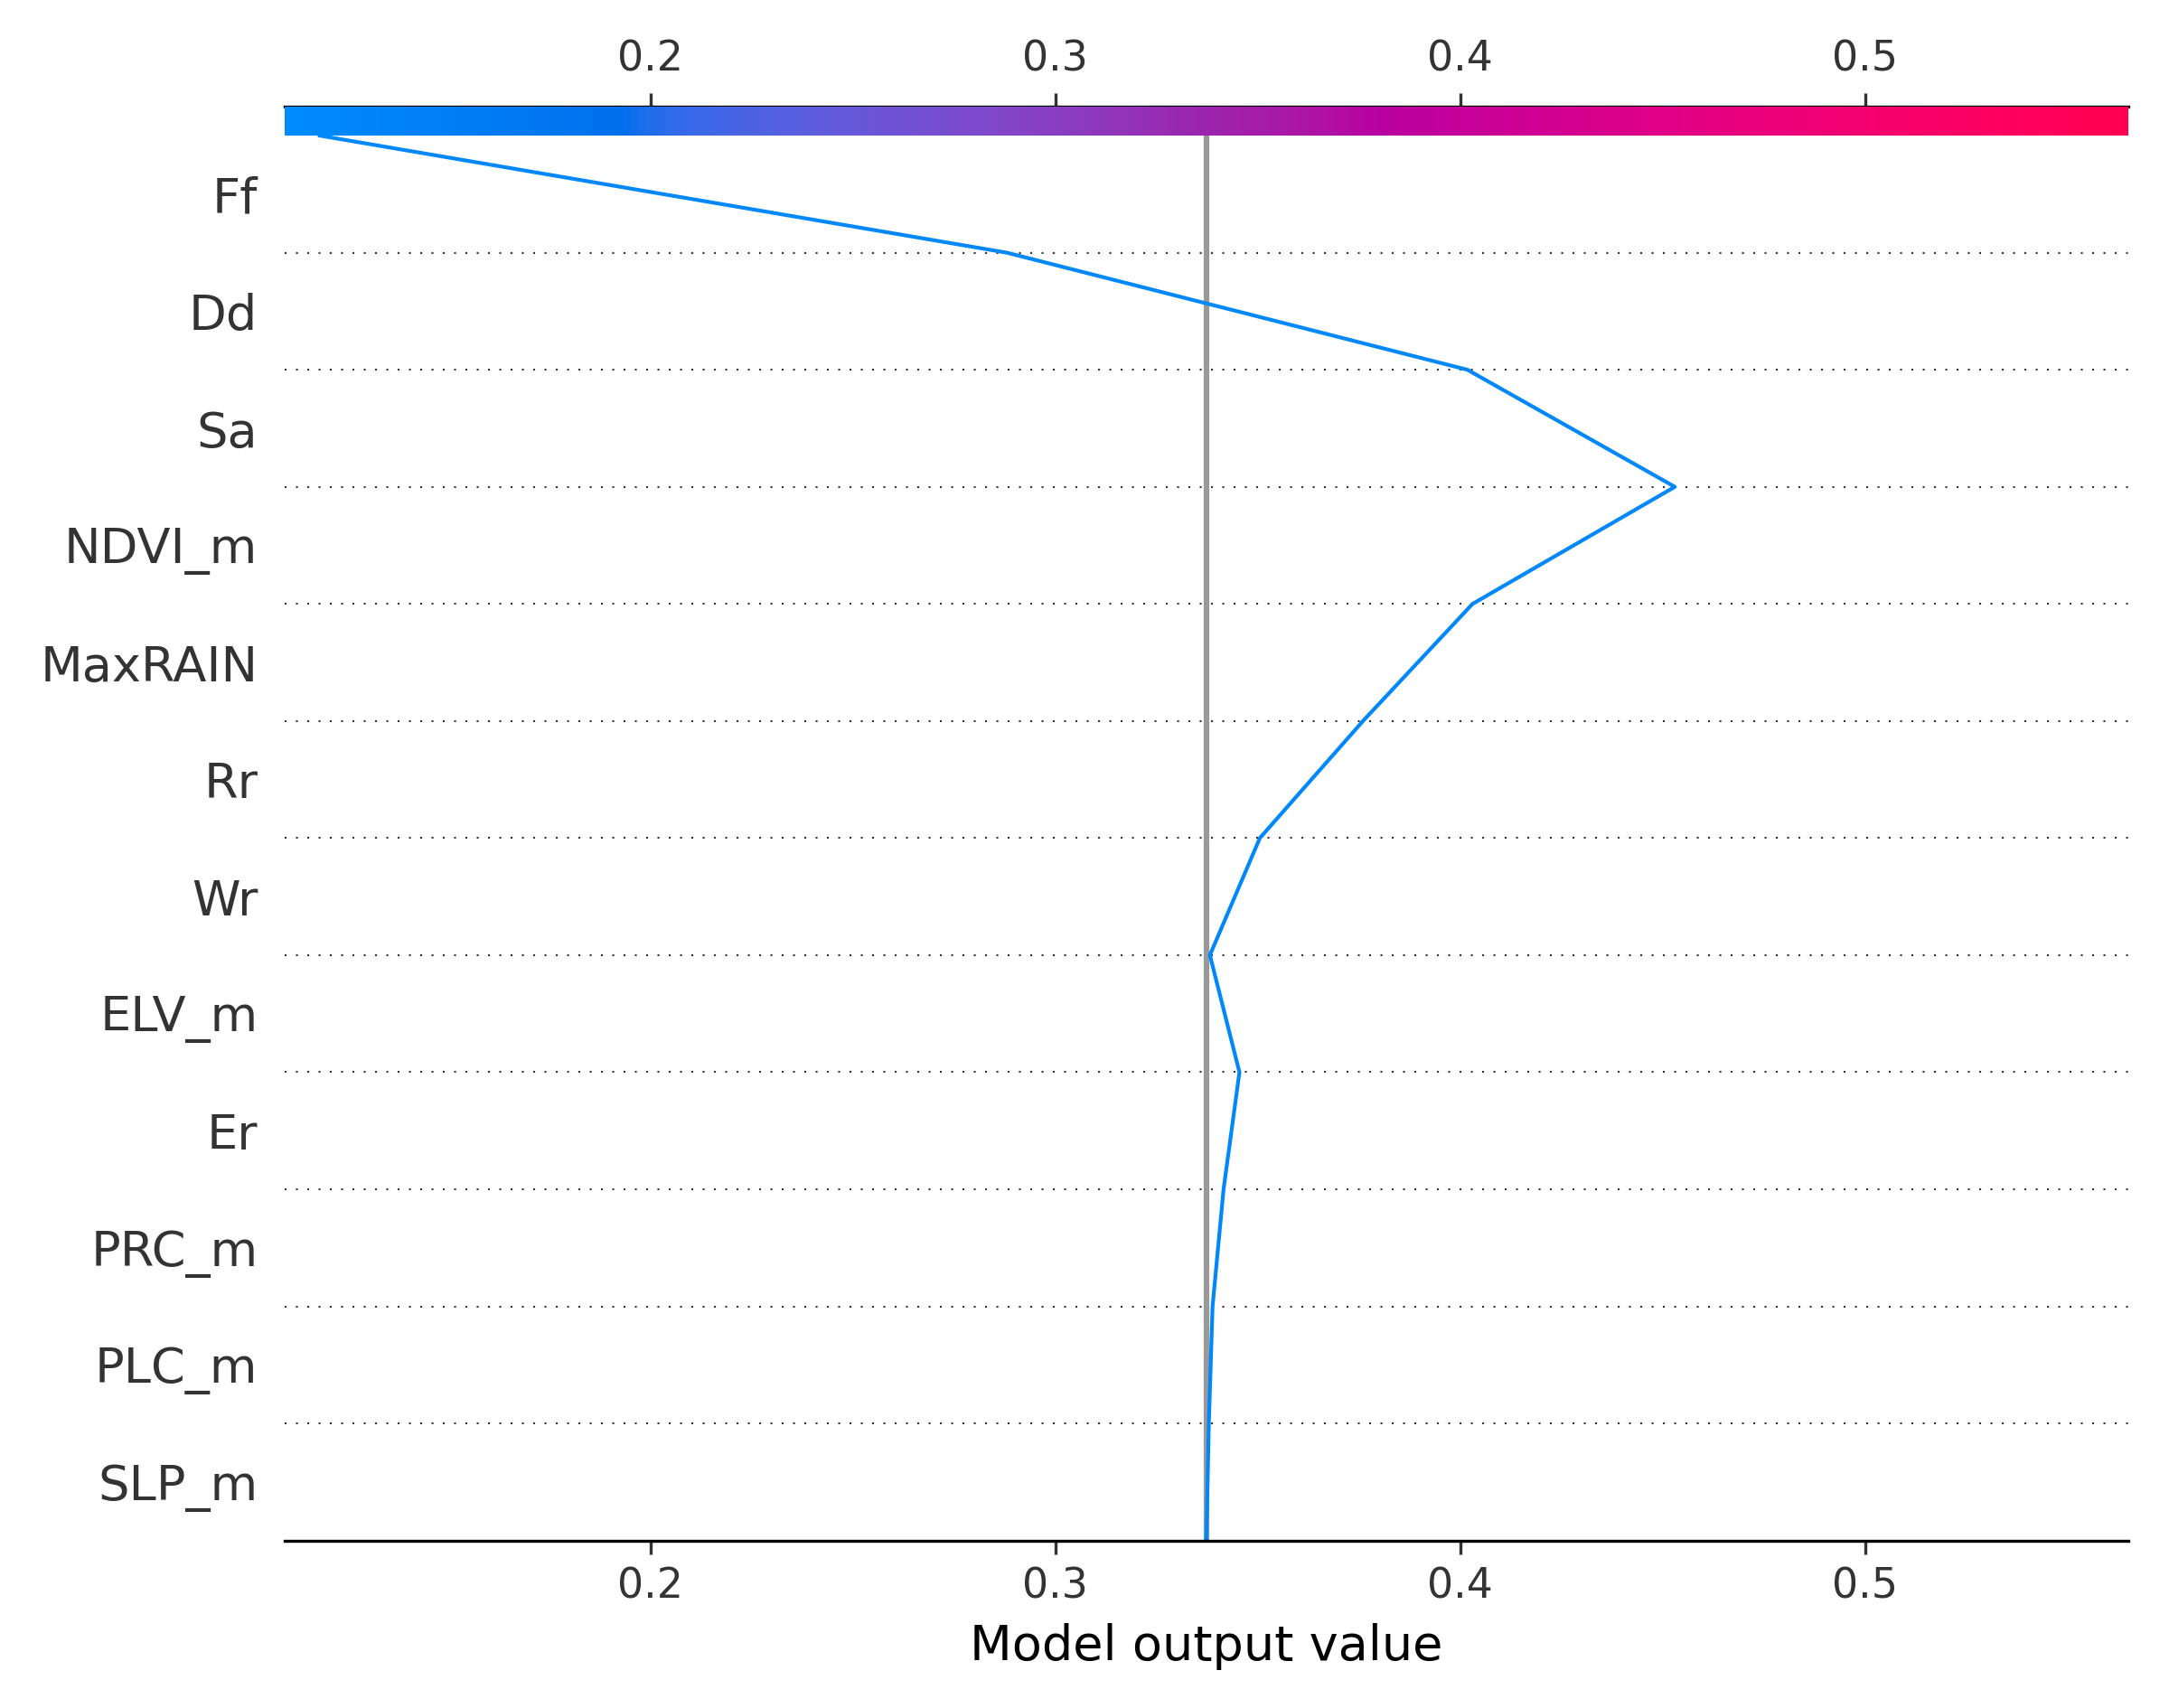 0.2 0.3 0.4 0.5
Ff
Dd
Sa
NDVI_m
MaxRAIN
Rr
Wr
ELV_m
Er
PRC_m
PLC_m
SLP_m
0.2 0.3 0.4 0.5
Model output value